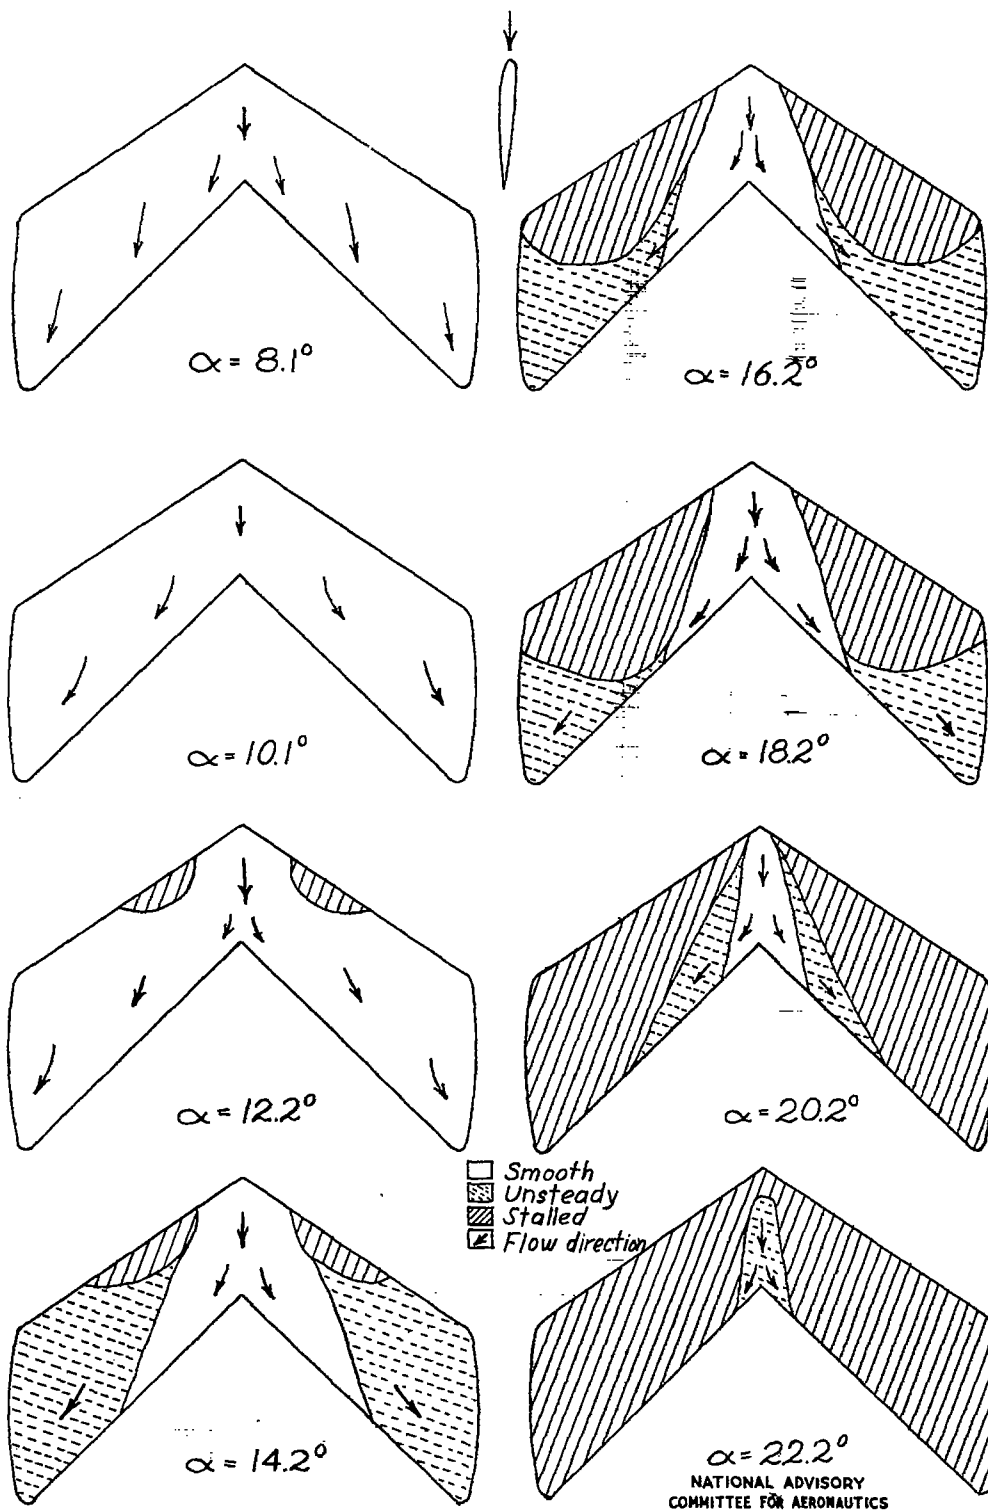 α = 8.1°
α = 10.1°
α = 12.2°
α = 14.2°
α = 16.2°
α = 18.2°
α = 20.2°
Smooth
Unsteady
Stalled
Flow direction
α = 22.2°
NATIONAL ADVISORY
COMMITTEE FOR AERONAUTICS